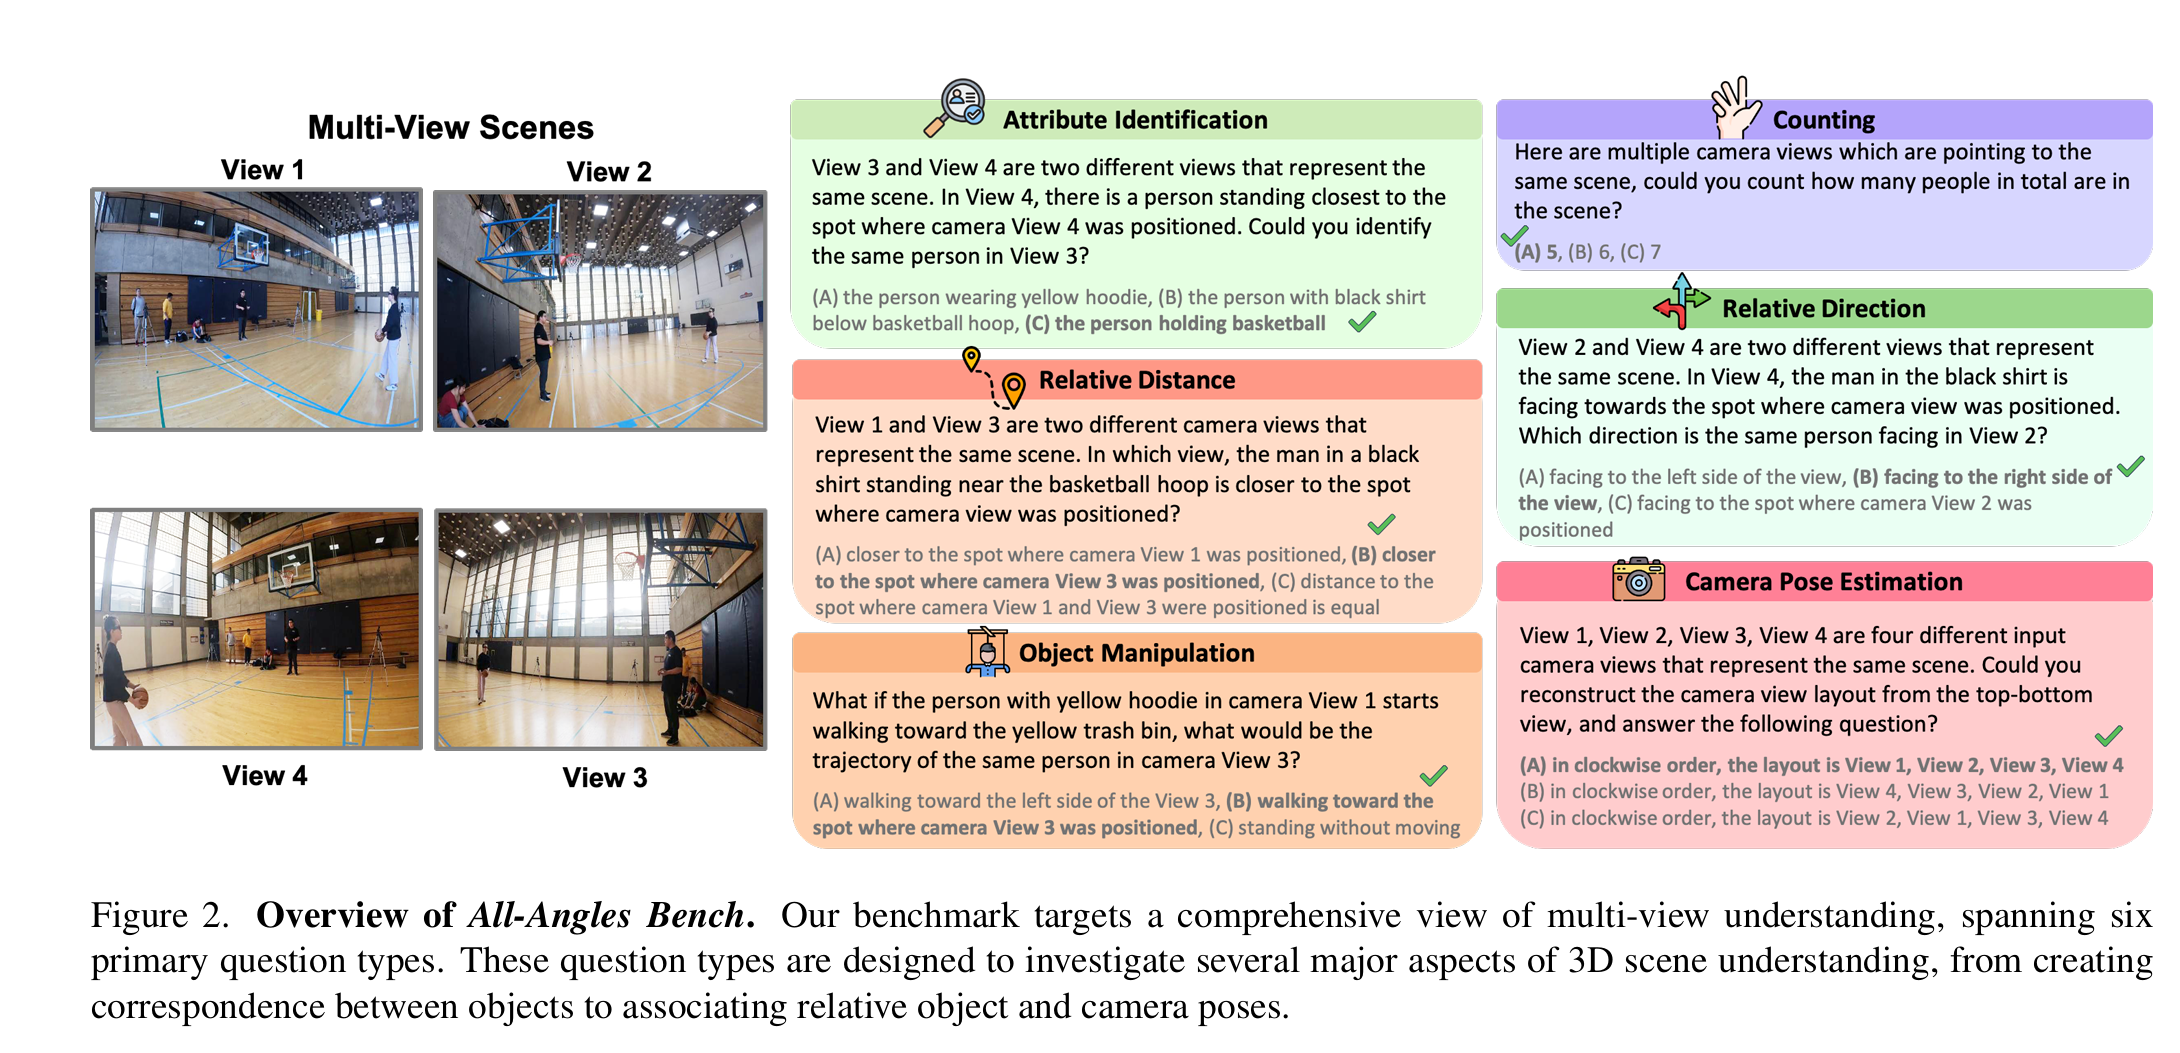 Multi-View Scenes
View 1
View 2
View 4
View 3
Attribute Identification
View 3 and View 4 are two different views that represent the
same scene. In View 4, there is a person standing closest to the
spot where camera View 4 was positioned. Could you identify
the same person in View 3?
(A) the person wearing yellow hoodie, (B) the person with black shirt
below basketball hoop, (C) the person holding basketball
Relative Distance
View 1 and View 3 are two different camera views that
represent the same scene. In which view, the man in a black
shirt standing near the basketball hoop is closer to the spot
where camera view was positioned?
(A) closer to the spot where camera View 1 was positioned, (B) closer
to the spot where camera View 3 was positioned, (C) distance to the
spot where camera View 1 and View 3 were positioned is equal
Object Manipulation
What if the person with yellow hoodie in camera View 1 starts
walking toward the yellow trash bin, what would be the
trajectory of the same person in camera View 3?
(A) walking toward the left side of the View 3, (B) walking toward the
spot where camera View 3 was positioned, (C) standing without moving
Counting
Here are multiple camera views which are pointing to the
same scene, could you count how many people in total are in
the scene?
(A) 5, (B) 6, (C) 7
Relative Direction
View 2 and View 4 are two different views that represent
the same scene. In View 4, the man in the black shirt is
facing towards the spot where camera view was positioned.
Which direction is the same person facing in View 2?
(A) facing to the left side of the view, (B) facing to the right side of
the view, (C) facing to the spot where camera View 2 was
positioned
Camera Pose Estimation
View 1, View 2, View 3, View 4 are four different input
camera views that represent the same scene. Could you
reconstruct the camera view layout from the top-bottom
view, and answer the following question?
(A) in clockwise order, the layout is View 1, View 2, View 3, View 4
(B) in clockwise order, the layout is View 4, View 3, View 2, View 1
(C) in clockwise order, the layout is View 2, View 1, View 3, View 4
Figure 2. Overview of All-Angles Bench. Our benchmark targets a comprehensive view of multi-view understanding, spanning six
primary question types. These question types are designed to investigate several major aspects of 3D scene understanding, from creating
correspondence between objects to associating relative object and camera poses.